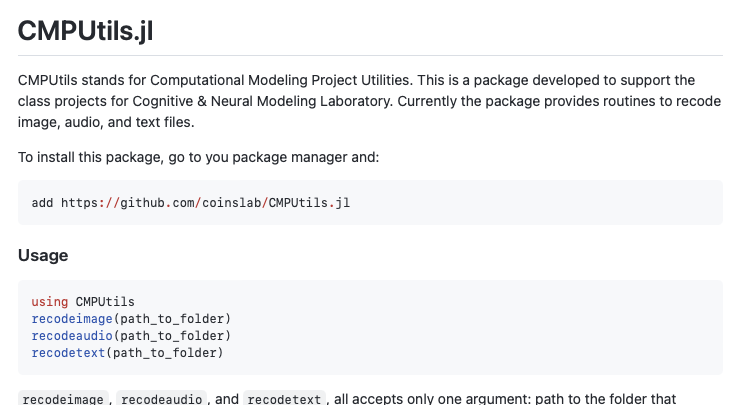 CMPUtils.jl
CMPUtils stands for Computational Modeling Project Utilities. This is a package developed to support the
class projects for Cognitive & Neural Modeling Laboratory. Currently the package provides routines to recode
image, audio, and text files.
To install this package, go to you package manager and:
add https://github.com/coinslab/CMPUtils.jl
Usage
using CMPUtils
recodeimage(path_to_folder)
recodeaudio(path_to_folder)
recodetext(path_to_folder)
recodeimage, recodeaudio, and recodetext, all accepts only one argument: path to the folder that